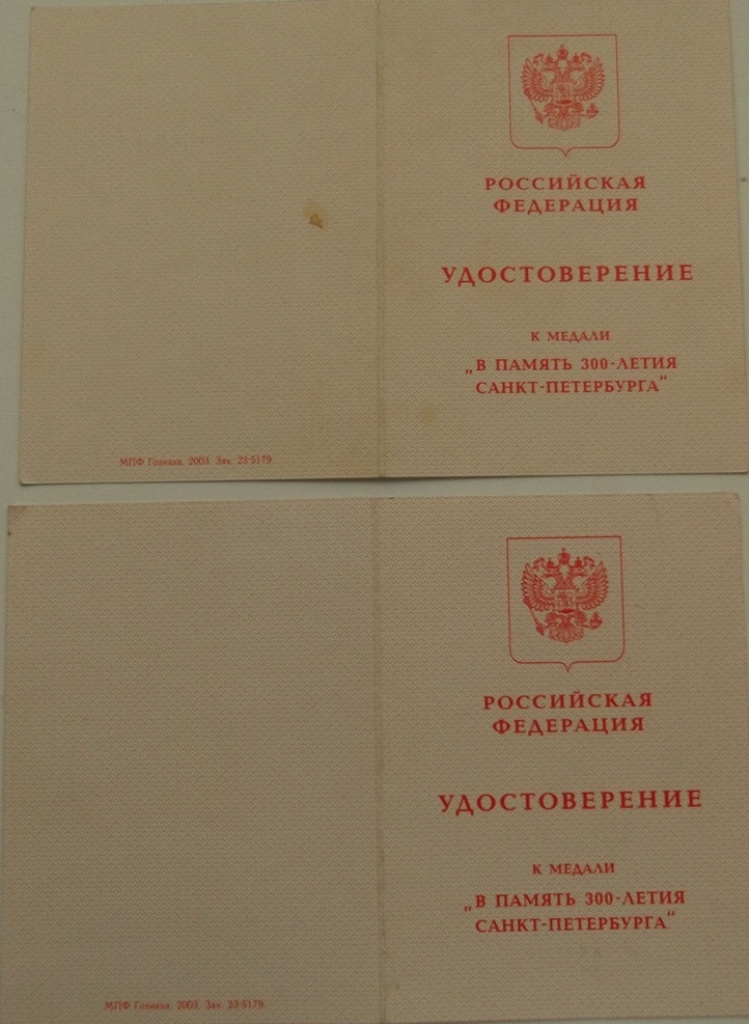 РОССИЙСКАЯ
ФЕДЕРАЦИЯ
УДОСТОВЕРЕНИЕ
К МЕДАЛИ
„В ПАМЯТЬ 300-ЛЕТИЯ
САНКТ-ПЕТЕРБУРГА"
МПФ Гознака. 2003. Зак. 23-5179
РОССИЙСКАЯ
ФЕДЕРАЦИЯ
УДОСТОВЕРЕНИЕ
К МЕДАЛИ
„В ПАМЯТЬ 300-ЛЕТИЯ
САНКТ-ПЕТЕРБУРГА"
МПФ Гознака. 2003. Зак. 23-5179.